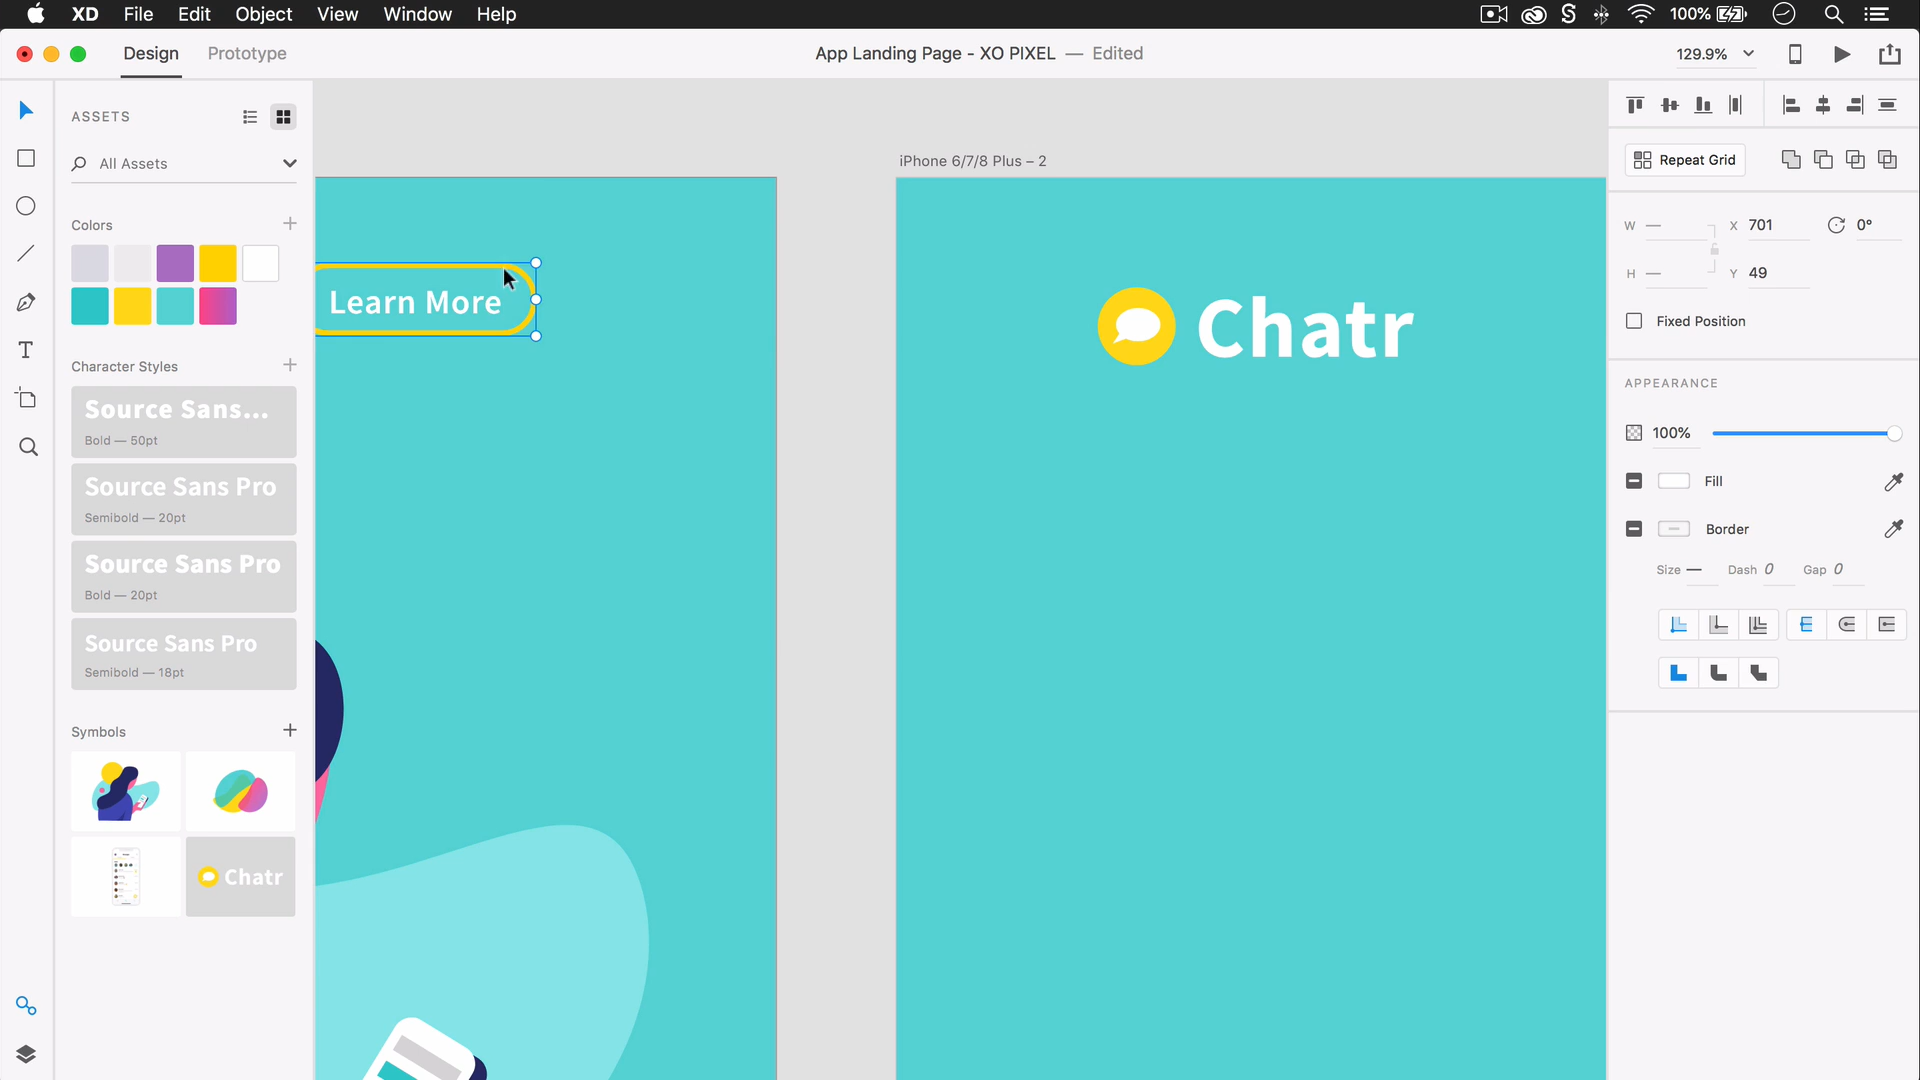 XD File Edit Object View Window Help 100%
Design Prototype App Landing Page - XO PIXEL — Edited 129.9%
ASSETS
All Assets
Colors
Character Styles
Source Sans...
Bold — 50pt
Source Sans Pro
Semibold — 20pt
Source Sans Pro
Bold — 20pt
Source Sans Pro
Semibold — 18pt
Symbols
Chatr
Learn More
iPhone 6/7/8 Plus – 2
Chatr
Repeat Grid
W — X 701 0°
H — Y 49
Fixed Position
APPEARANCE
100%
Fill
Border
Size — Dash 0 Gap 0